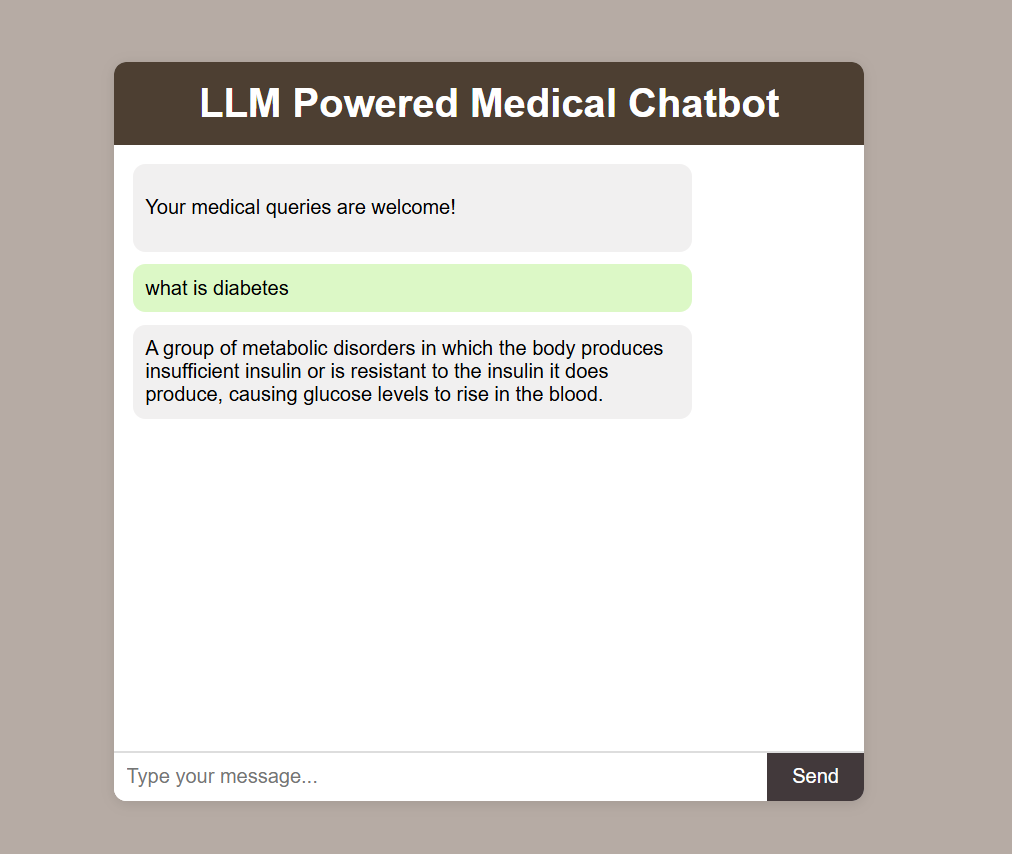 LLM Powered Medical Chatbot
Your medical queries are welcome!
what is diabetes
A group of metabolic disorders in which the body produces
insufficient insulin or is resistant to the insulin it does
produce, causing glucose levels to rise in the blood.
Type your message...
Send